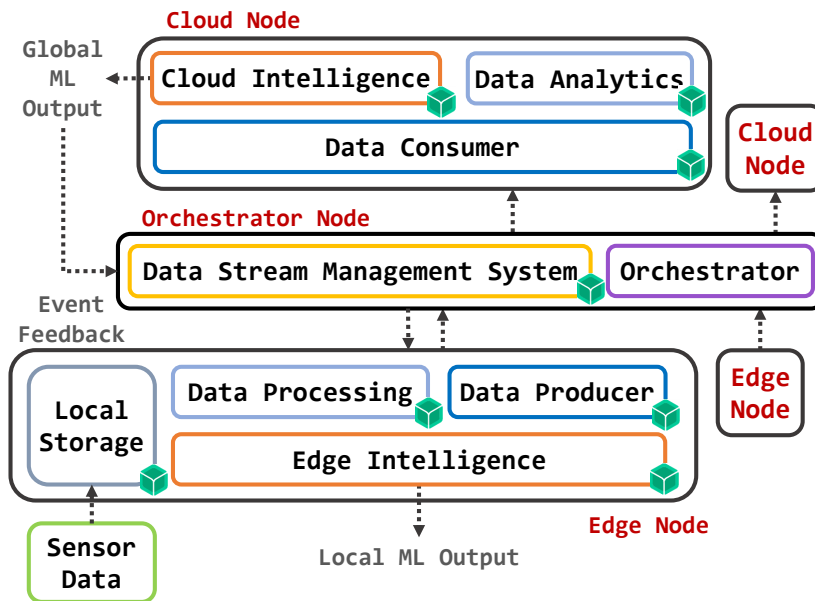 Cloud Node
Global
ML
Output
Cloud Intelligence
Data Analytics
Data Consumer
Cloud
Node
Orchestrator Node
Data Stream Management System
Orchestrator
Event
Feedback
Local
Storage
Data Processing
Data Producer
Edge Intelligence
Edge
Node
Edge Node
Sensor
Data
Local ML Output